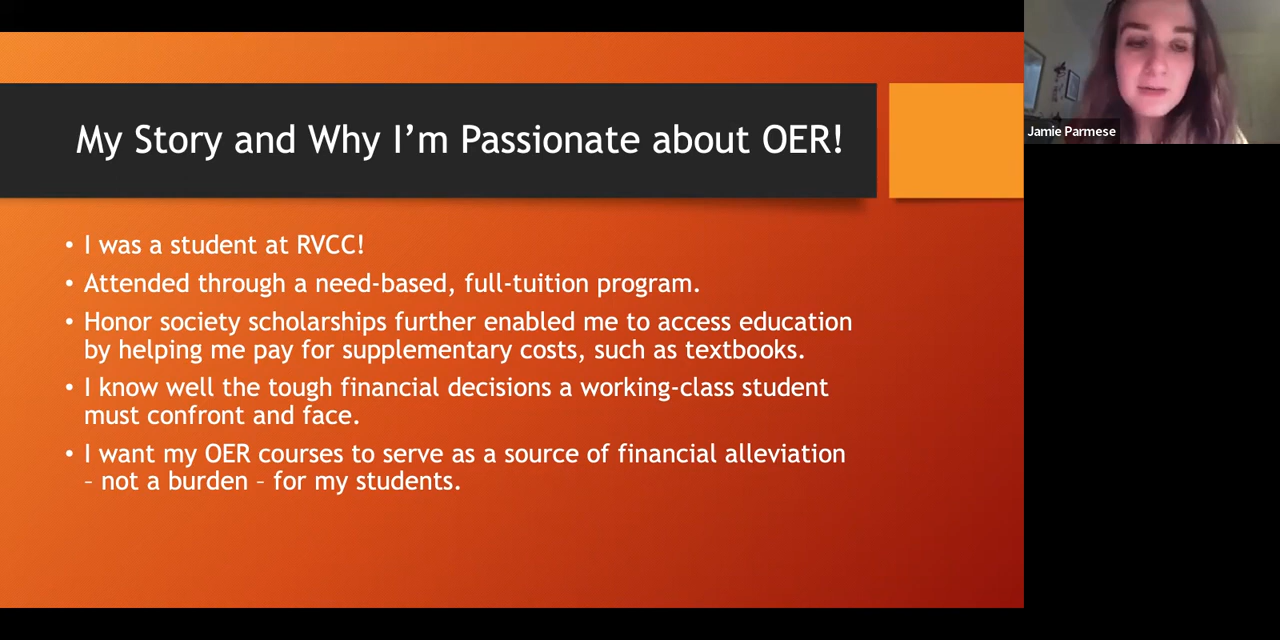 My Story and Why I’m Passionate about OER!
• I was a student at RVCC!
• Attended through a need-based, full-tuition program.
• Honor society scholarships further enabled me to access education
by helping me pay for supplementary costs, such as textbooks.
• I know well the tough financial decisions a working-class student
must confront and face.
• I want my OER courses to serve as a source of financial alleviation
– not a burden – for my students.
Jamie Parmese